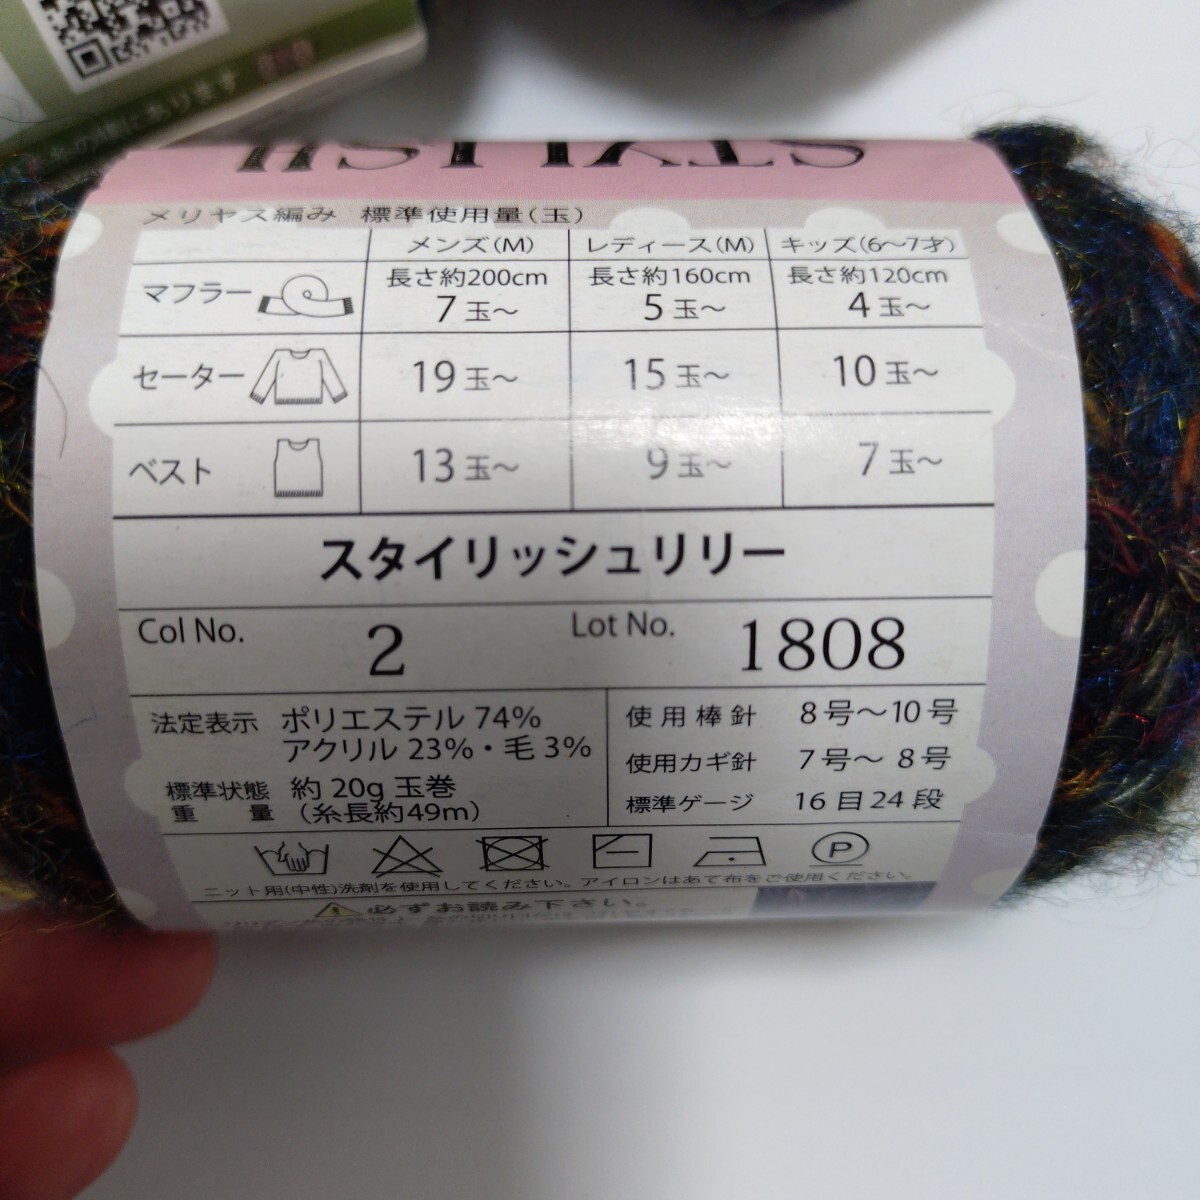 STYLISH
メリヤス編み 標準使用量(玉)
メンズ(M) レディース(M) キッズ(6〜7才)
マフラー 長さ約200cm 長さ約160cm 長さ約120cm
7玉〜 5玉〜 4玉〜
セーター 19玉〜 15玉〜 10玉〜
ベスト 13玉〜 9玉〜 7玉〜
スタイリッシュリリー
Col No. 2 Lot No. 1808
法定表示 ポリエステル 74%
アクリル 23%・毛 3%
標準状態重量 約 20g 玉巻
(糸長約49m)
使用棒針 8号〜10号
使用カギ針 7号〜 8号
標準ゲージ 16目24段
P
ニット用(中性)洗剤を使用してください。アイロンはあて布をご使用ください。
必ずお読み下さい。